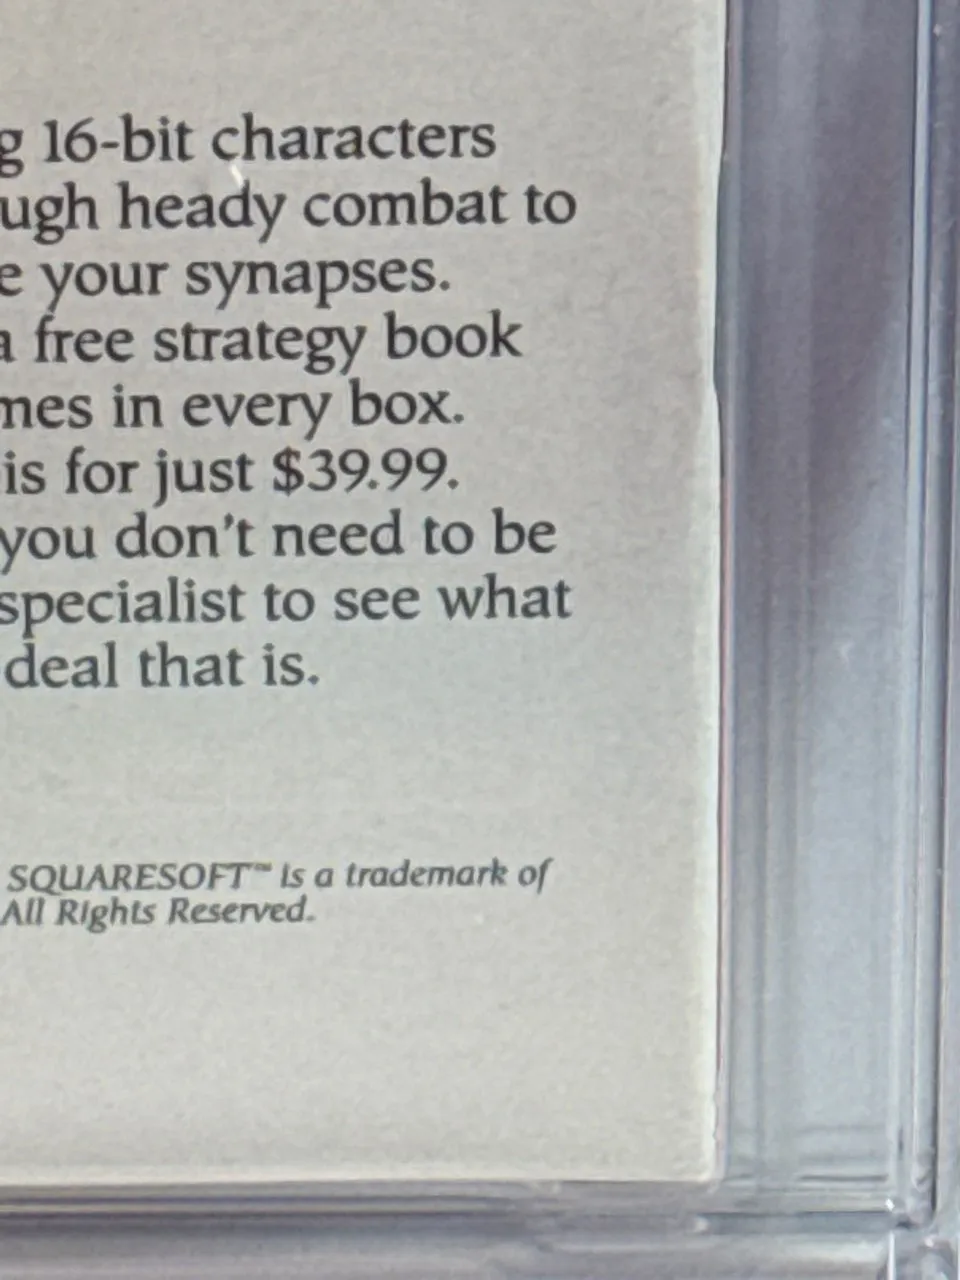 g 16-bit characters
ugh heady combat to
e your synapses.
a free strategy book
mes in every box.
is for just $39.99.
you don't need to be
specialist to see what
deal that is.
SQUARESOFT™ is a trademark of
All Rights Reserved.